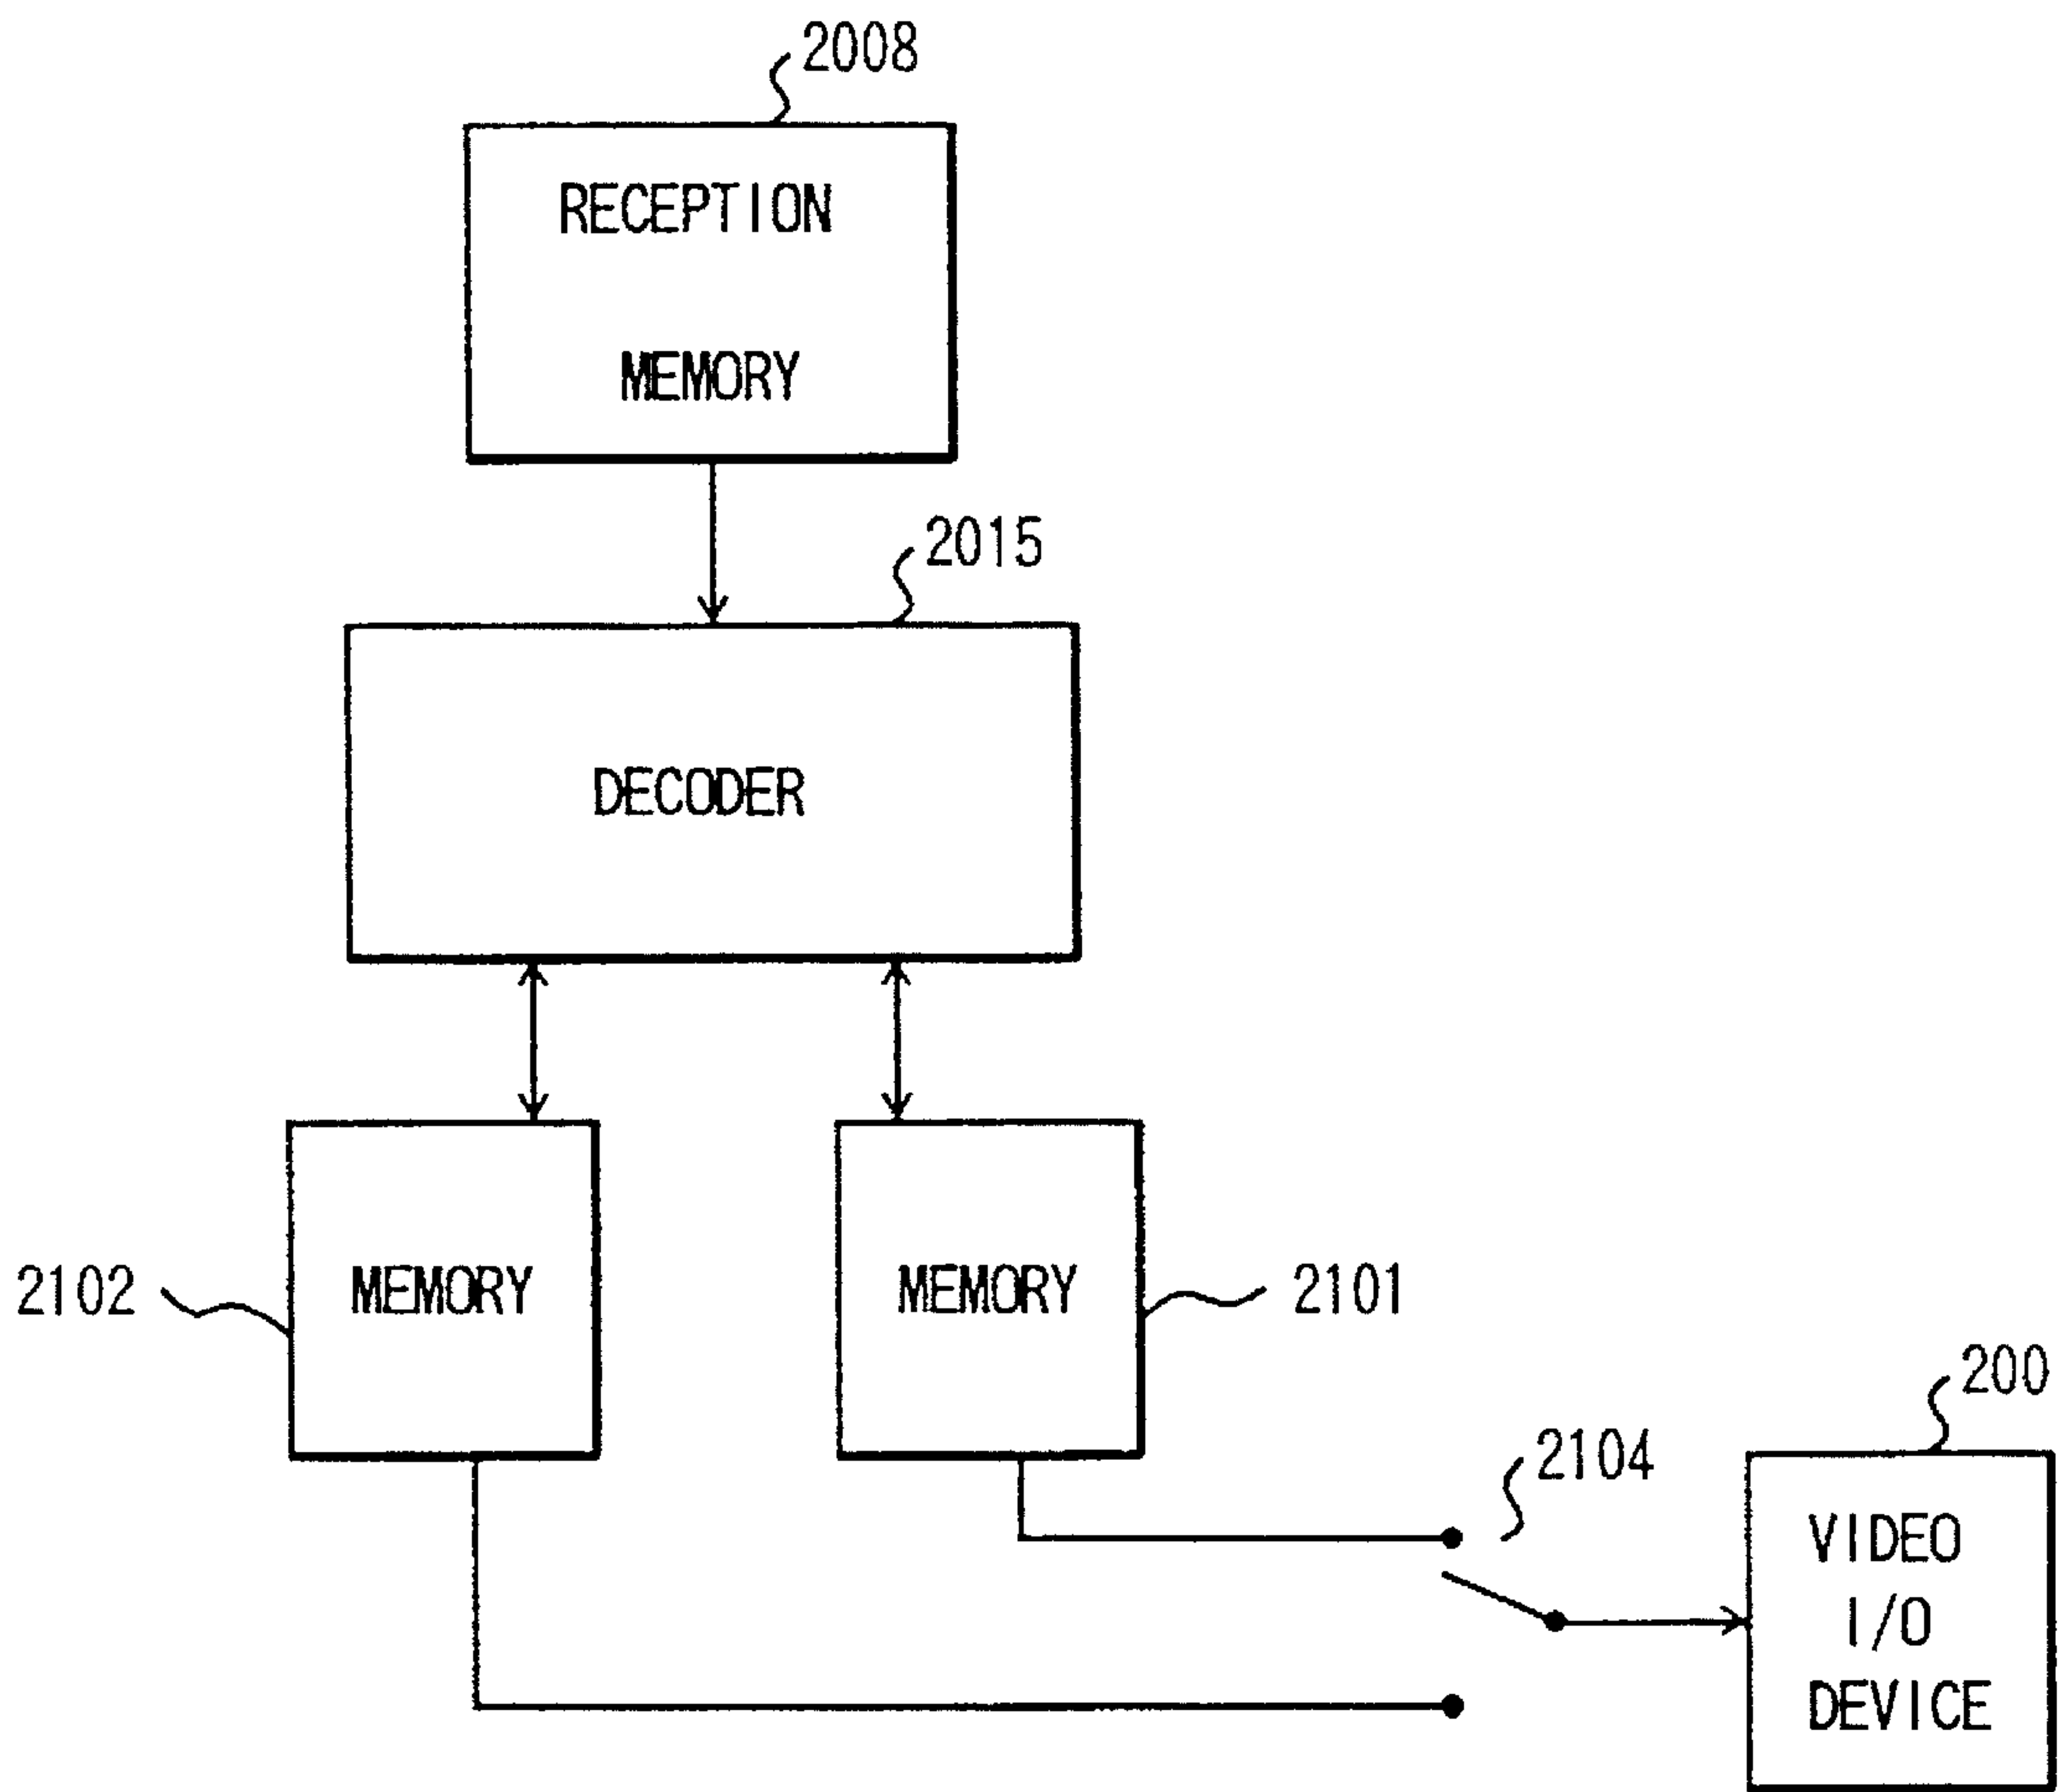 2008
RECEPTION
MEMORY
2015
DECODER
2102
MEMORY
MEMORY
2101
2104
200
VIDEO
I/O
DEVICE